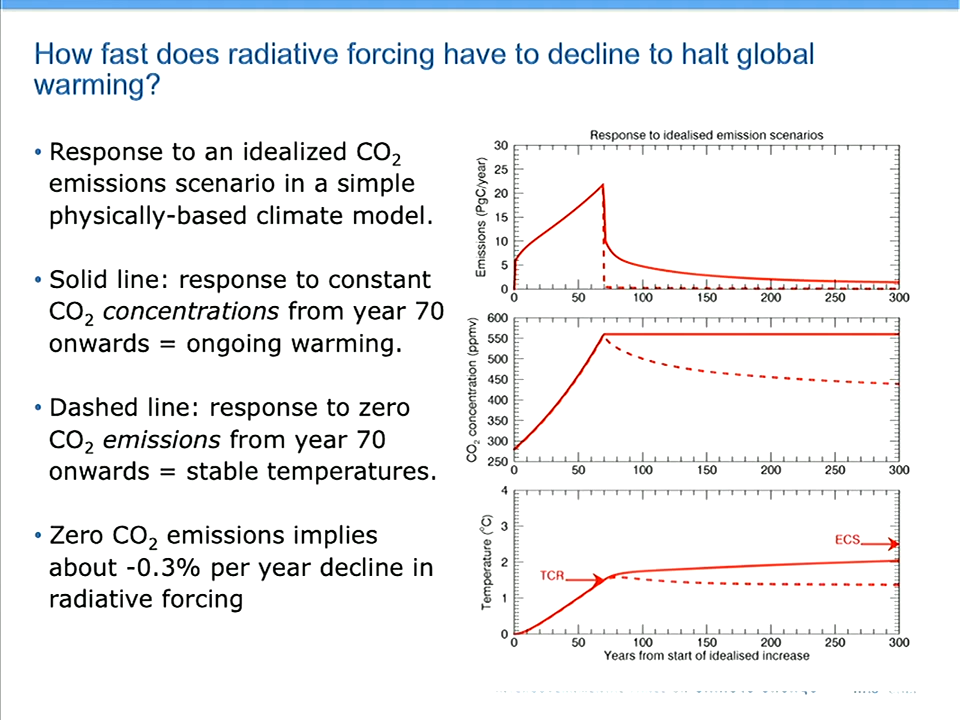 How fast does radiative forcing have to decline to halt global
warming?
• Response to an idealized CO₂
emissions scenario in a simple
physically-based climate model.
• Solid line: response to constant
CO₂ concentrations from year 70
onwards = ongoing warming.
• Dashed line: response to zero
CO₂ emissions from year 70
onwards = stable temperatures.
• Zero CO₂ emissions implies
about -0.3% per year decline in
radiative forcing
Response to idealised emission scenarios
Emissions (PgC/year)
30
25
20
15
10
5
0
0 50 100 150 200 250 300
CO₂ concentration (ppmv)
600
550
500
450
400
350
300
250
0 50 100 150 200 250 300
Temperature (°C)
4
3
2
1
0
ECS
TCR
0 50 100 150 200 250 300
Years from start of idealised increase